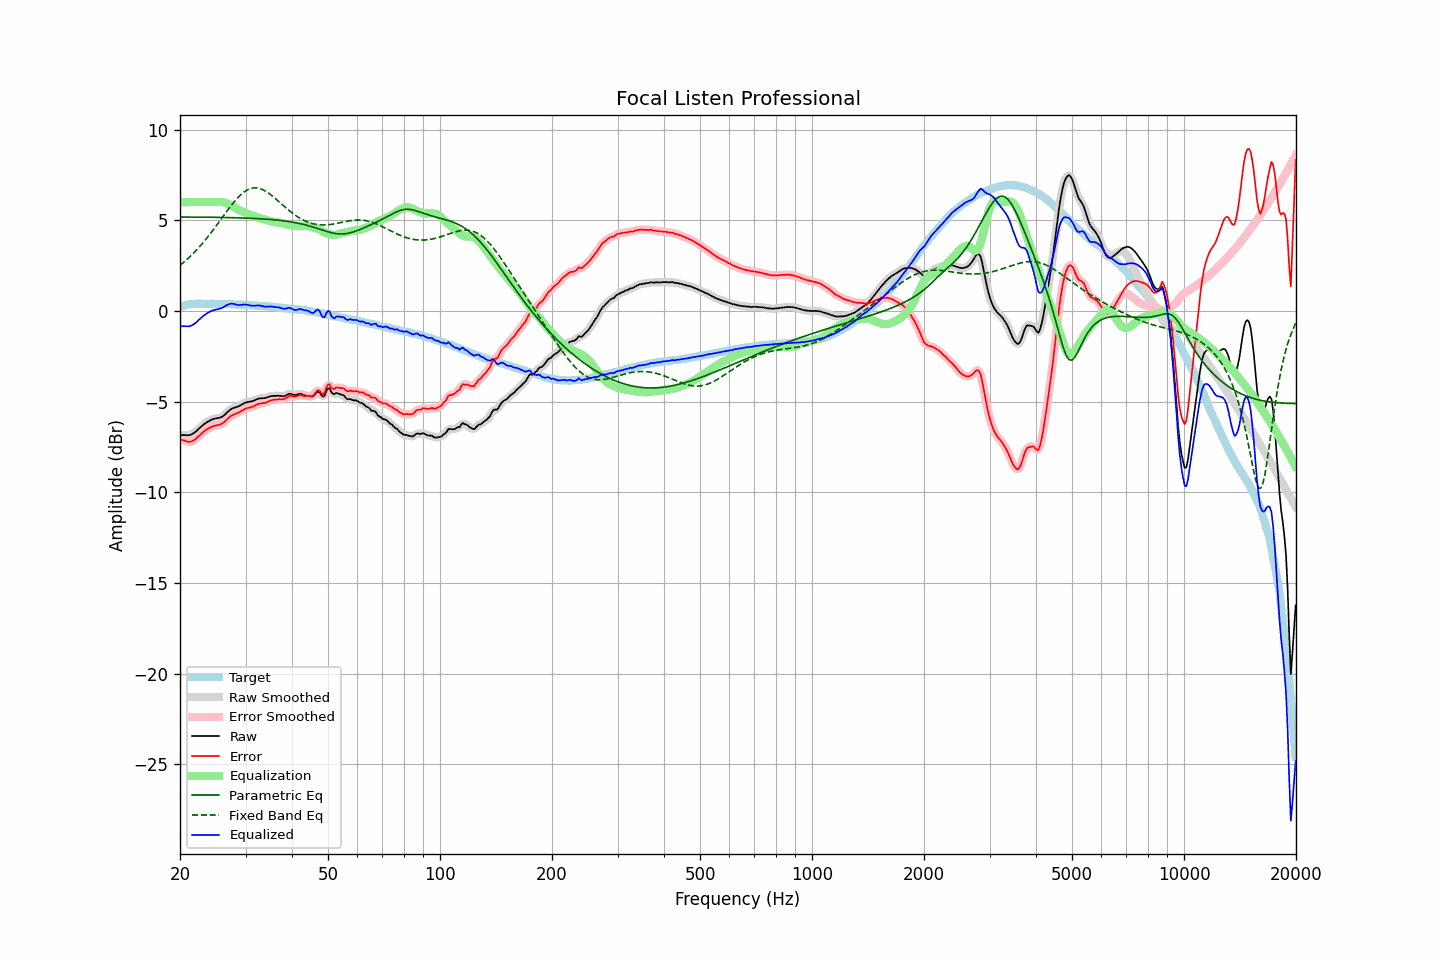 Focal Listen Professional
Amplitude (dBr)
10
5
0
−5
−10
−15
−20
−25
Target
Raw Smoothed
Error Smoothed
Raw
Error
Equalization
Parametric Eq
Fixed Band Eq
Equalized
20 50 100 200 500 1000 2000 5000 10000 20000
Frequency (Hz)